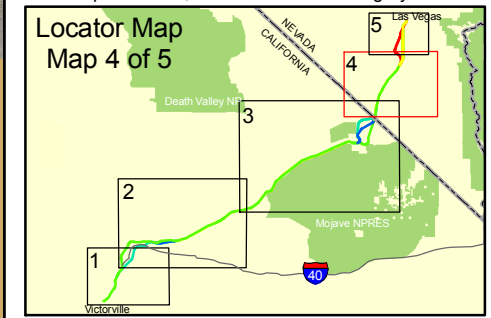 Locator Map
Map 4 of 5
NEVADA
CALIFORNIA
5
Las Vegas
4
Death Valley NP
3
2
Mojave NPRES
1
40
Victorville